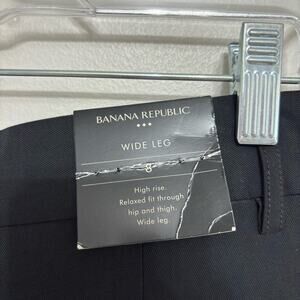 BANANA REPUBLIC
WIDE LEG
8
High rise.
Relaxed fit through
hip and thigh.
Wide leg.